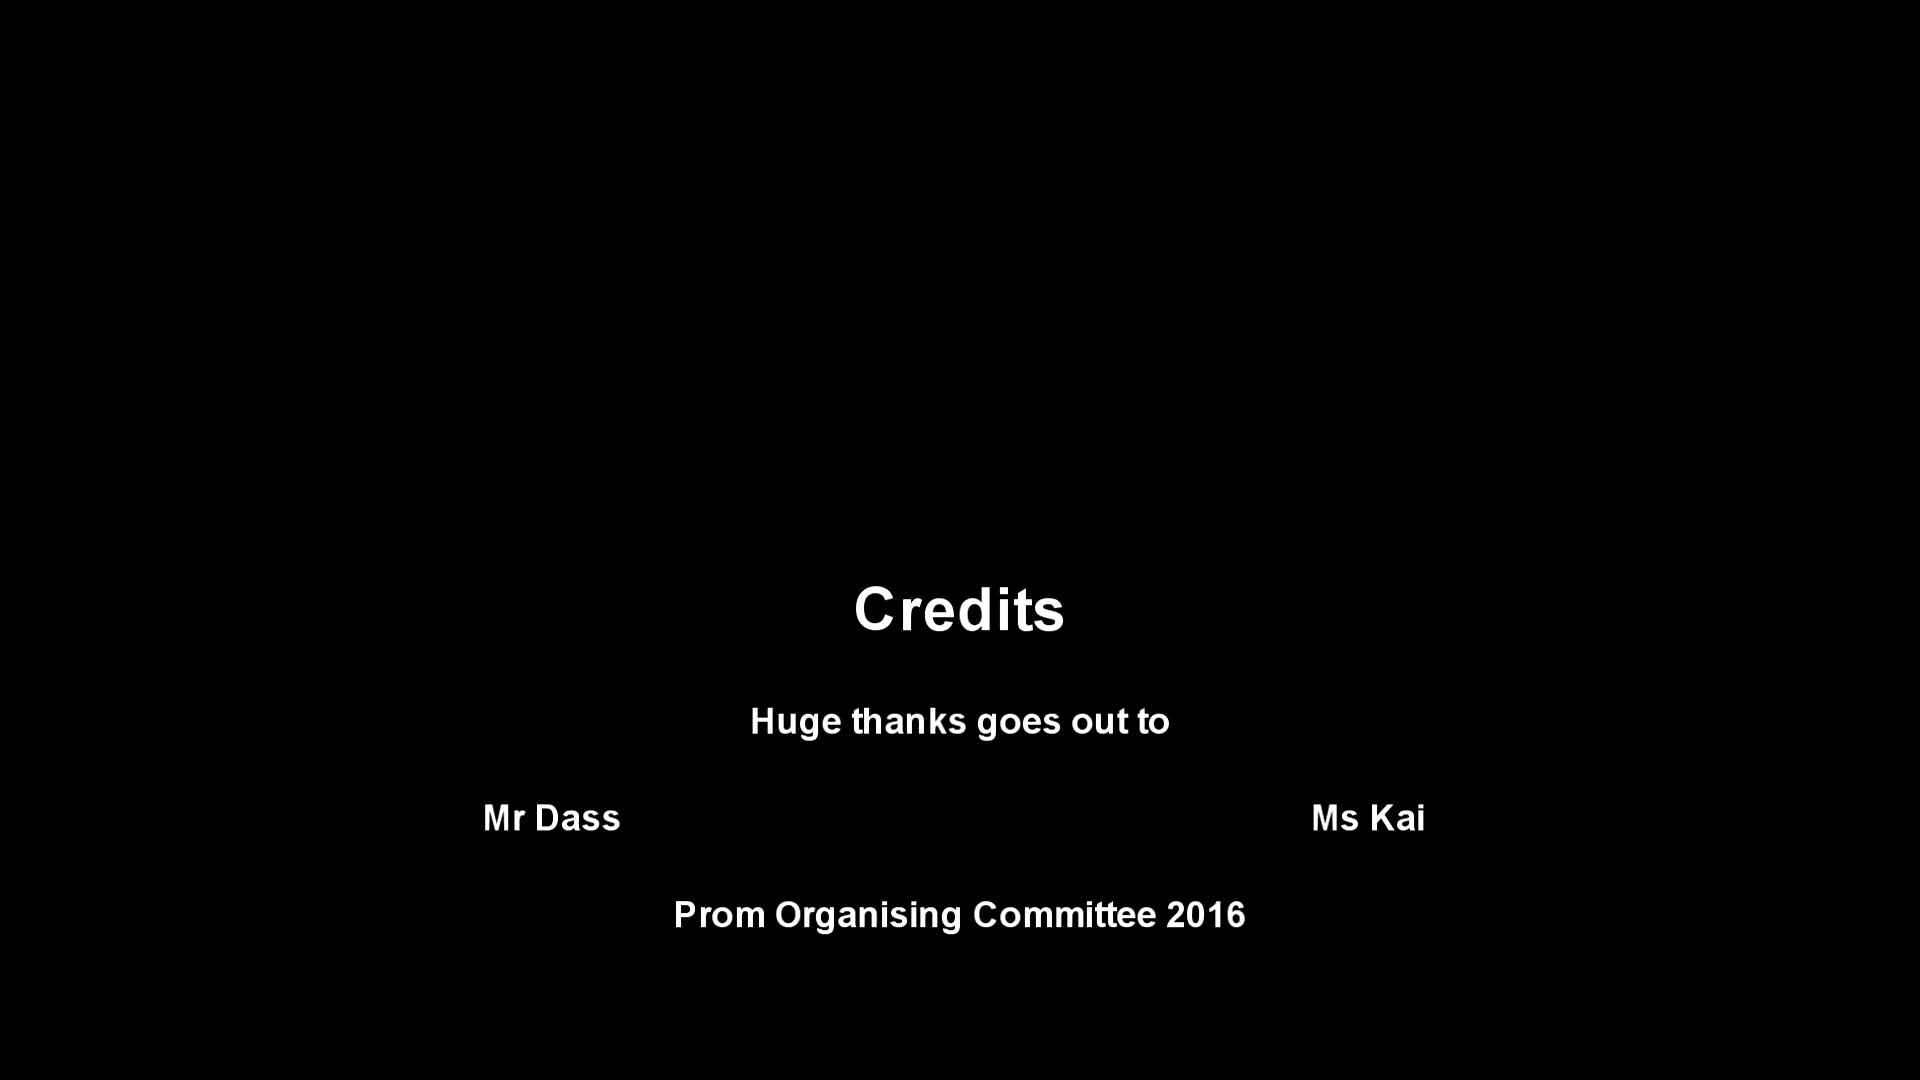 Credits
Huge thanks goes out to
Mr Dass Ms Kai
Prom Organising Committee 2016